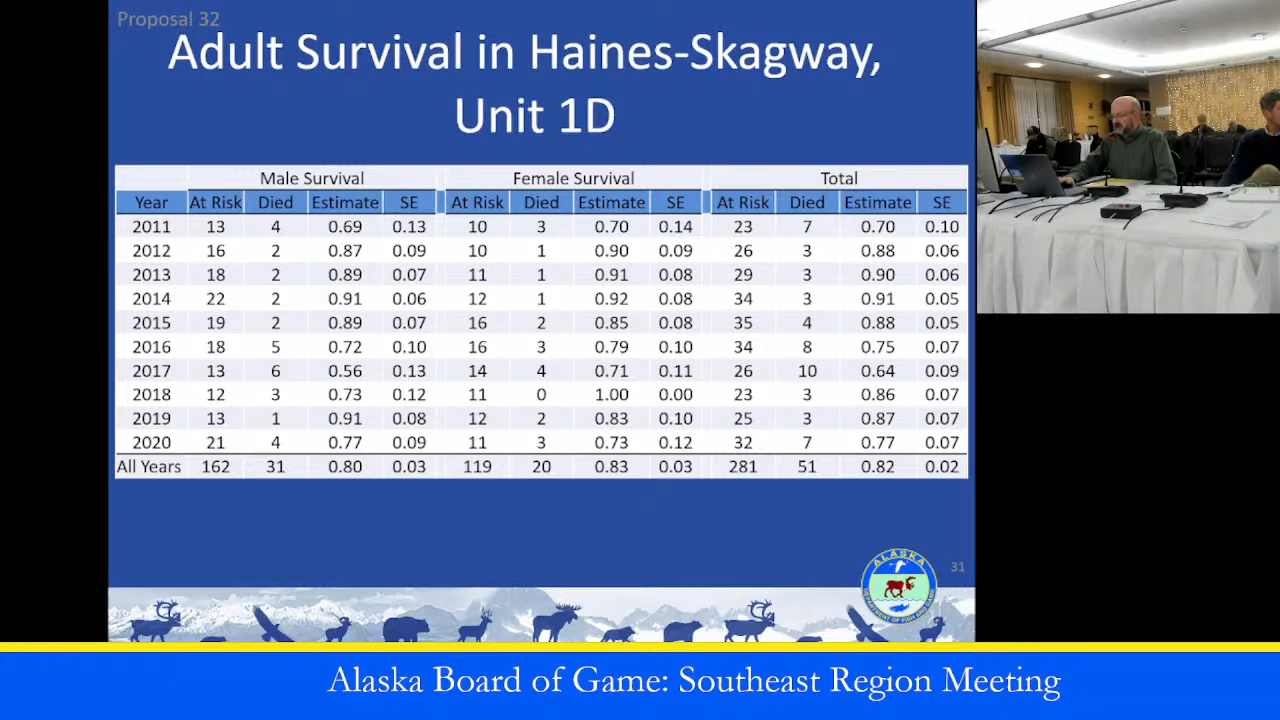 Proposal 32
Adult Survival in Haines-Skagway,
Unit 1D
Male Survival Female Survival Total
Year At Risk Died Estimate SE At Risk Died Estimate SE At Risk Died Estimate SE
2011 13 4 0.69 0.13 10 3 0.70 0.14 23 7 0.70 0.10
2012 16 2 0.87 0.09 10 1 0.90 0.09 26 3 0.88 0.06
2013 18 2 0.89 0.07 11 1 0.91 0.08 29 3 0.90 0.06
2014 22 2 0.91 0.06 12 1 0.92 0.08 34 3 0.91 0.05
2015 19 2 0.89 0.07 16 2 0.85 0.08 35 4 0.88 0.05
2016 18 5 0.72 0.10 16 3 0.79 0.10 34 8 0.75 0.07
2017 13 6 0.56 0.13 14 4 0.71 0.11 26 10 0.64 0.09
2018 12 3 0.73 0.12 11 0 1.00 0.00 23 3 0.86 0.07
2019 13 1 0.91 0.08 12 2 0.83 0.10 25 3 0.87 0.07
2020 21 4 0.77 0.09 11 3 0.73 0.12 32 7 0.77 0.07
All Years 162 31 0.80 0.03 119 20 0.83 0.03 281 51 0.82 0.02
ALASKA
DEPARTMENT OF FISH AND GAME
31
Alaska Board of Game: Southeast Region Meeting